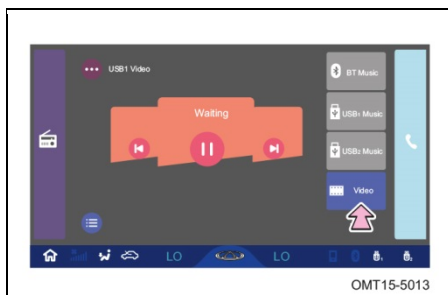 USB1 Video
BT Music
Waiting
USB1 Music
USB2 Music
Video
LO
LO
OMT15-5013